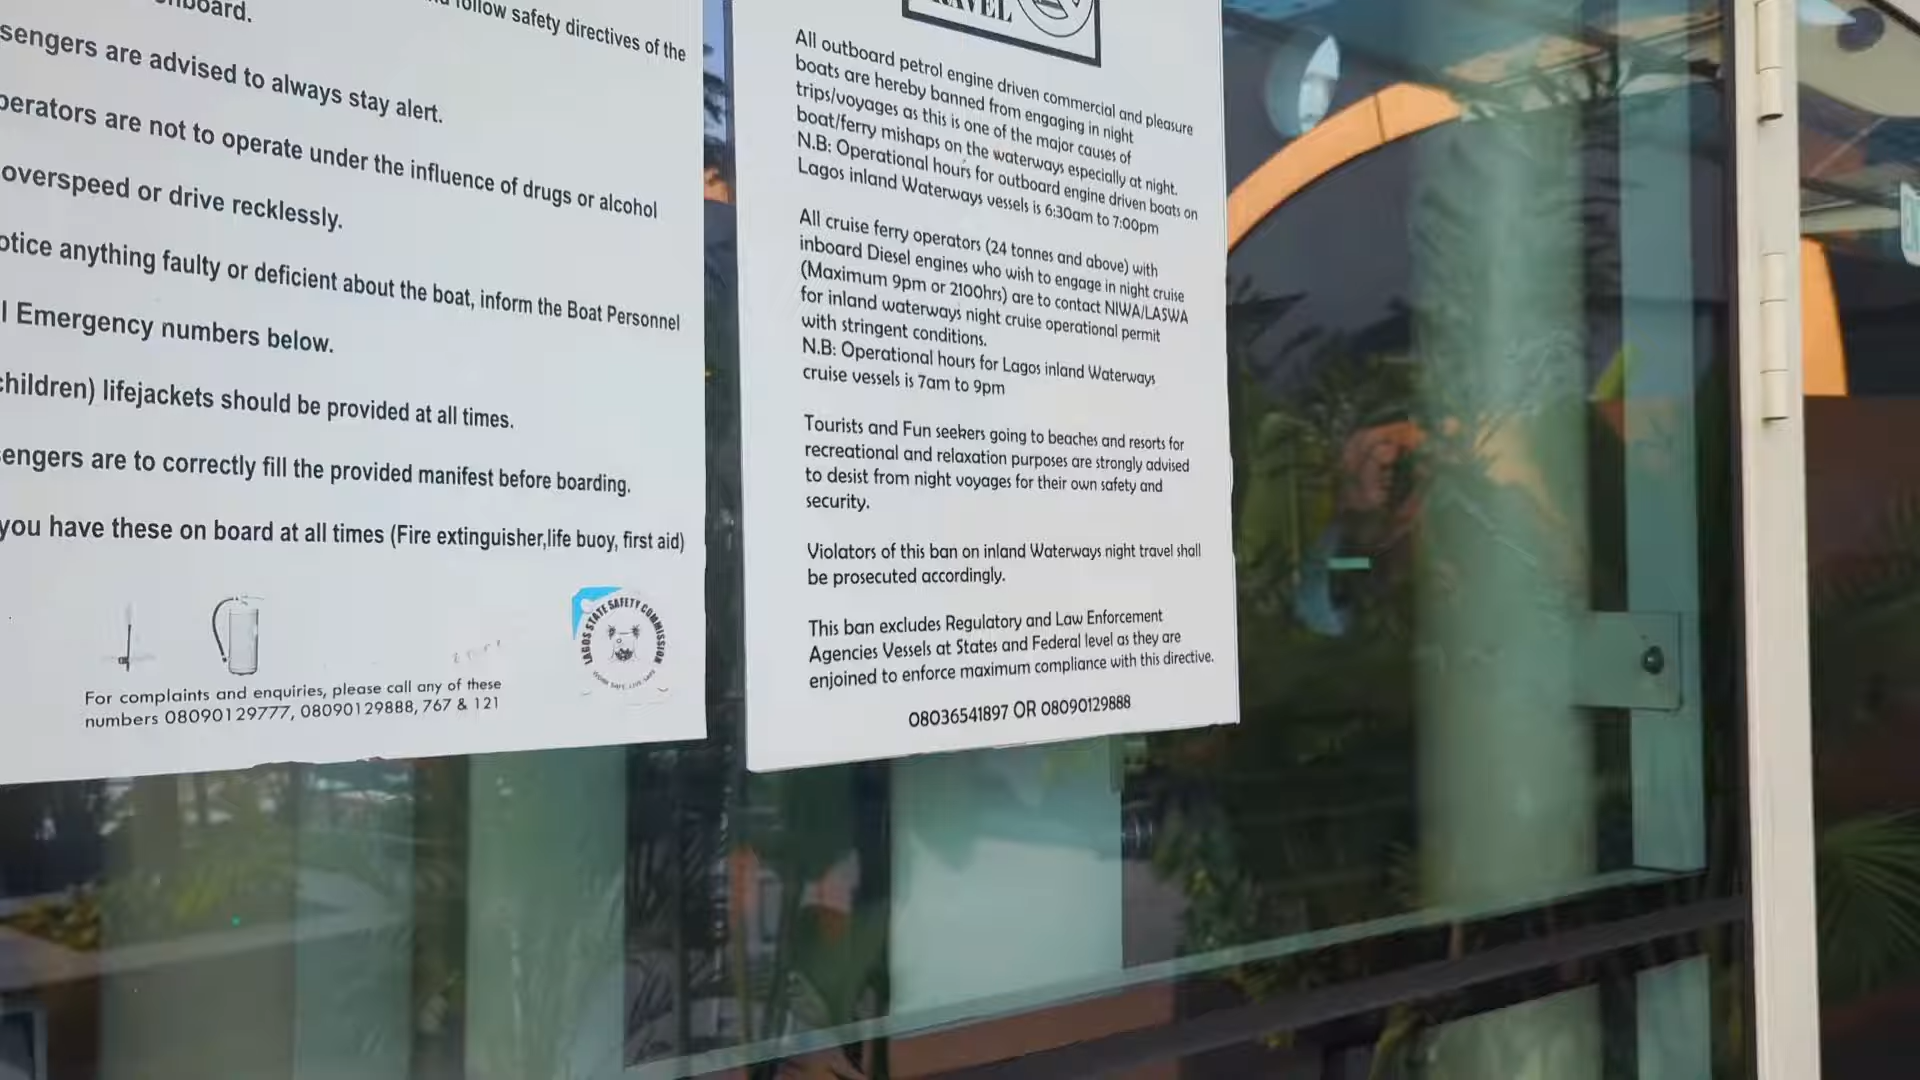 onboard.
follow safety directives of the
sengers are advised to always stay alert.
perators are not to operate under the influence of drugs or alcohol
overspeed or drive recklessly.
otice anything faulty or deficient about the boat, inform the Boat Personnel
l Emergency numbers below.
children) lifejackets should be provided at all times.
sengers are to correctly fill the provided manifest before boarding.
you have these on board at all times (Fire extinguisher,life buoy, first aid)
LAGOS STATE SAFETY COMMISSION
WORK SAFE, LIVE SAFE
For complaints and enquiries, please call any of these
numbers 08090129777, 08090129888, 767 & 121
RAVEL
All outboard petrol engine driven commercial and pleasure
boats are hereby banned from engaging in night
trips/voyages as this is one of the major causes of
boat/ferry mishaps on the waterways especially at night.
N.B: Operational hours for outboard engine driven boats on
Lagos inland Waterways vessels is 6:30am to 7:00pm
All cruise ferry operators (24 tonnes and above) with
inboard Diesel engines who wish to engage in night cruise
(Maximum 9pm or 2100hrs) are to contact NIWA/LASWA
for inland waterways night cruise operational permit
with stringent conditions.
N.B: Operational hours for Lagos inland Waterways
cruise vessels is 7am to 9pm
Tourists and Fun seekers going to beaches and resorts for
recreational and relaxation purposes are strongly advised
to desist from night voyages for their own safety and
security.
Violators of this ban on inland Waterways night travel shall
be prosecuted accordingly.
This ban excludes Regulatory and Law Enforcement
Agencies Vessels at States and Federal level as they are
enjoined to enforce maximum compliance with this directive.
08036541897 OR 08090129888